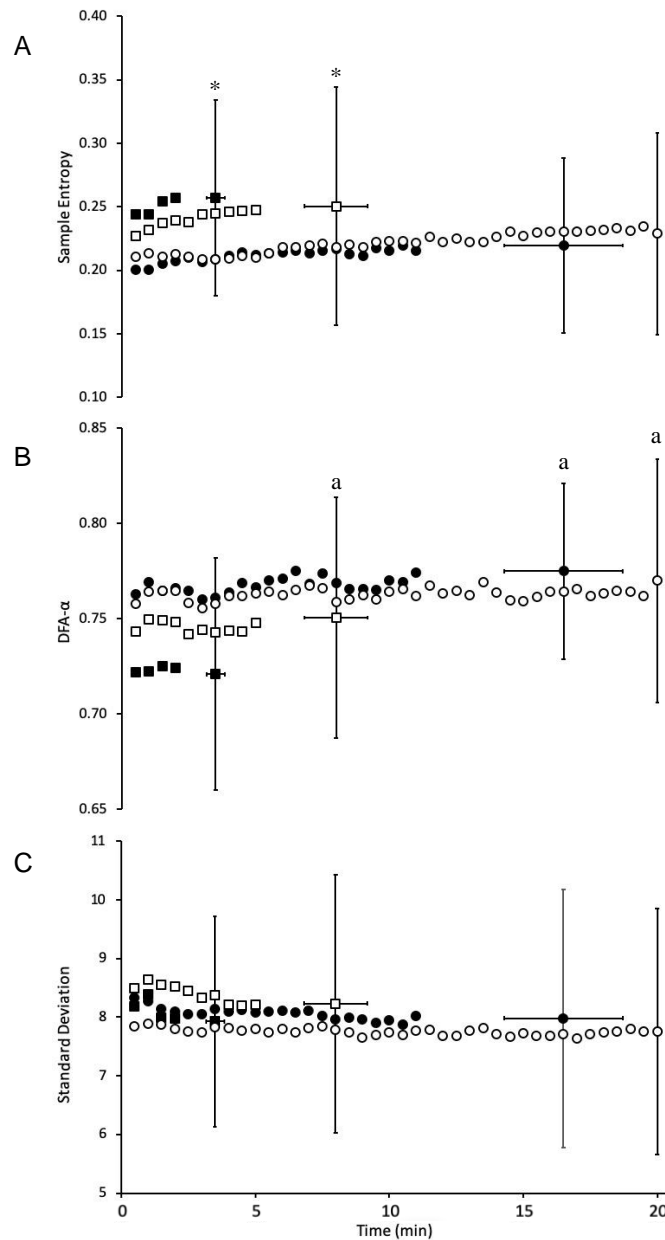 A
0.40
0.35
0.30
0.25
0.20
0.15
0.10
Sample Entropy
*
*
B
0.85
0.80
0.75
0.70
0.65
DFA-α
a
a
a
C
11
10
9
8
7
6
5
Standard Deviation
0
5
10
15
20
Time (min)